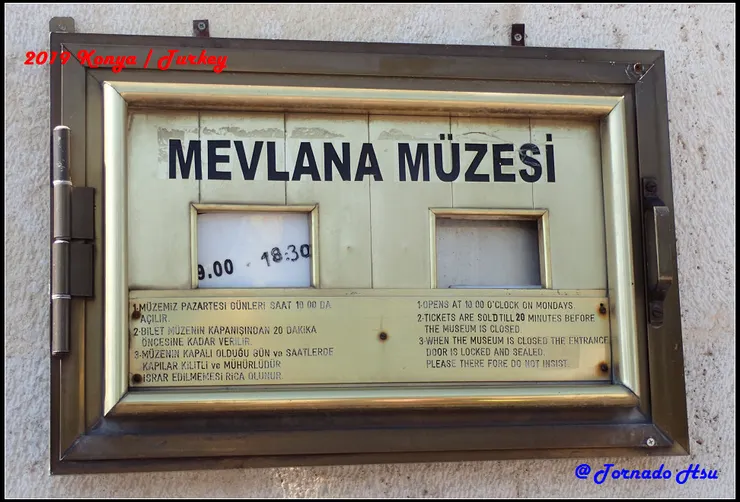 2019 Konya / Turkey
MEVLANA MÜZESİ
9.00 - 18:30
1-MÜZEMİZ PAZARTESİ GÜNLERİ SAAT 10 00 DA
AÇILIR.
2-BİLET MÜZENİN KAPANIŞINDAN 20 DAKİKA
ÖNCESİNE KADAR VERİLİR.
3-MÜZENİN KAPALI OLDUĞU GÜN ve SAATLERDE
KAPILAR KİLİTLİ ve MÜHÜRLÜDÜR
ISRAR EDİLMEMESİ RİCA OLUNUR.
1-OPENS AT 10 00 O'CLOCK ON MONDAYS
2-TICKETS ARE SOLD TILL 20 MINUTES BEFORE
THE MUSEUM IS CLOSED.
3-WHEN THE MUSEUM IS CLOSED THE ENTRANCE
DOOR IS LOCKED AND SEALED.
PLEASE THERE FORE DO NOT INSIST.
@Tornado Hsu